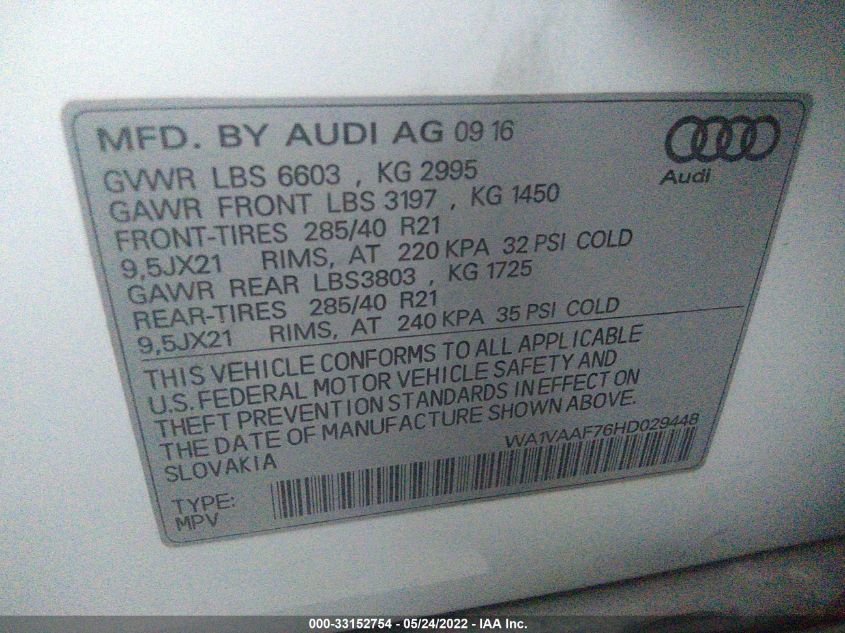 MFD. BY AUDI AG 09 16
Audi
GVWR LBS 6603 , KG 2995
GAWR FRONT LBS 3197 , KG 1450
FRONT-TIRES 285/40 R21
9,5JX21 RIMS, AT 220 KPA 32 PSI COLD
GAWR REAR LBS3803 , KG 1725
REAR-TIRES 285/40 R21
9,5JX21 RIMS, AT 240 KPA 35 PSI COLD
THIS VEHICLE CONFORMS TO ALL APPLICABLE
U.S. FEDERAL MOTOR VEHICLE SAFETY AND
THEFT PREVENTION STANDARDS IN EFFECT ON
THE DATE OF MANUFACTURE SHOWN ABOVE.
SLOVAKIA
WA1VAAF76HD029448
TYPE:
MPV
000-33152754 - 05/24/2022 - IAA Inc.